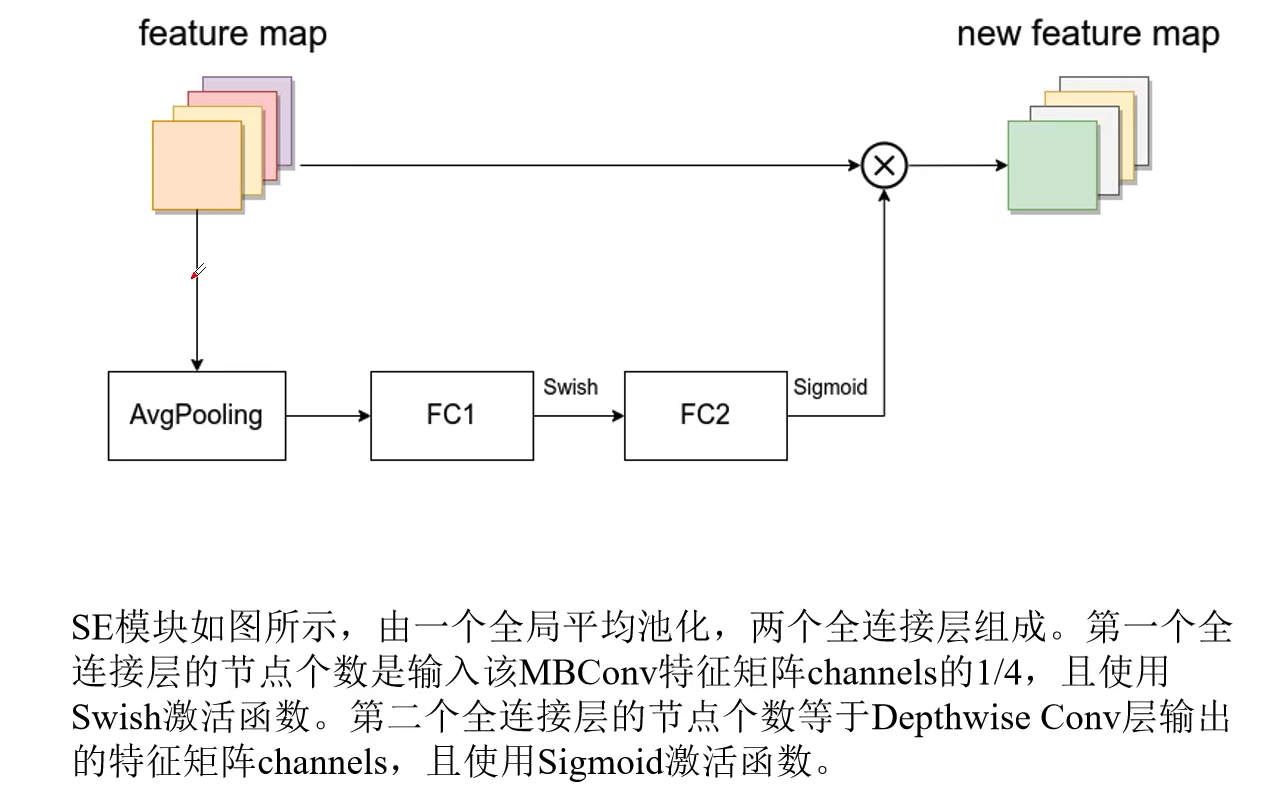 feature map
new feature map
AvgPooling
FC1
Swish
FC2
Sigmoid
SE模块如图所示，由一个全局平均池化，两个全连接层组成。第一个全
连接层的节点个数是输入该MBConv特征矩阵channels的1/4，且使用
Swish激活函数。第二个全连接层的节点个数等于Depthwise Conv层输出
的特征矩阵channels，且使用Sigmoid激活函数。